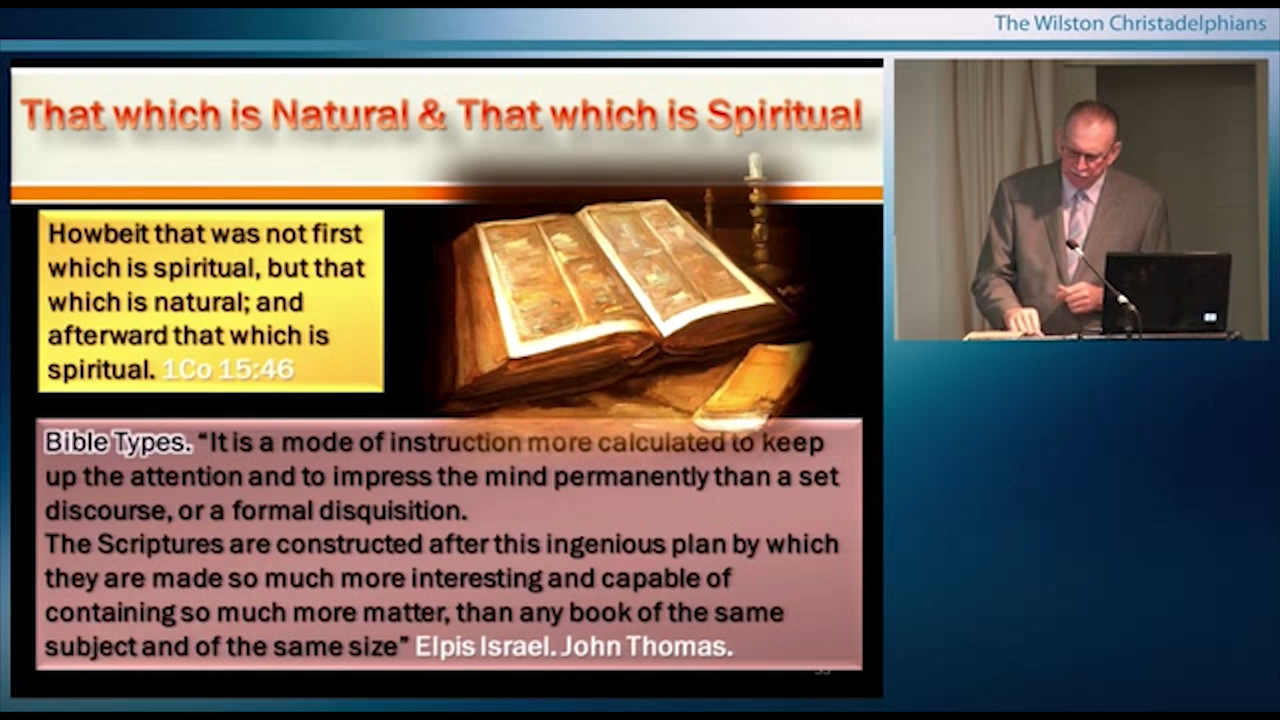 The Wilston Christadelphians
That which is Natural & That which is Spiritual
Howbeit that was not first
which is spiritual, but that
which is natural; and
afterward that which is
spiritual. 1Co 15:46
Bible Types. “It is a mode of instruction more calculated to keep
up the attention and to impress the mind permanently than a set
discourse, or a formal disquisition.
The Scriptures are constructed after this ingenious plan by which
they are made so much more interesting and capable of
containing so much more matter, than any book of the same
subject and of the same size” Elpis Israel. John Thomas.